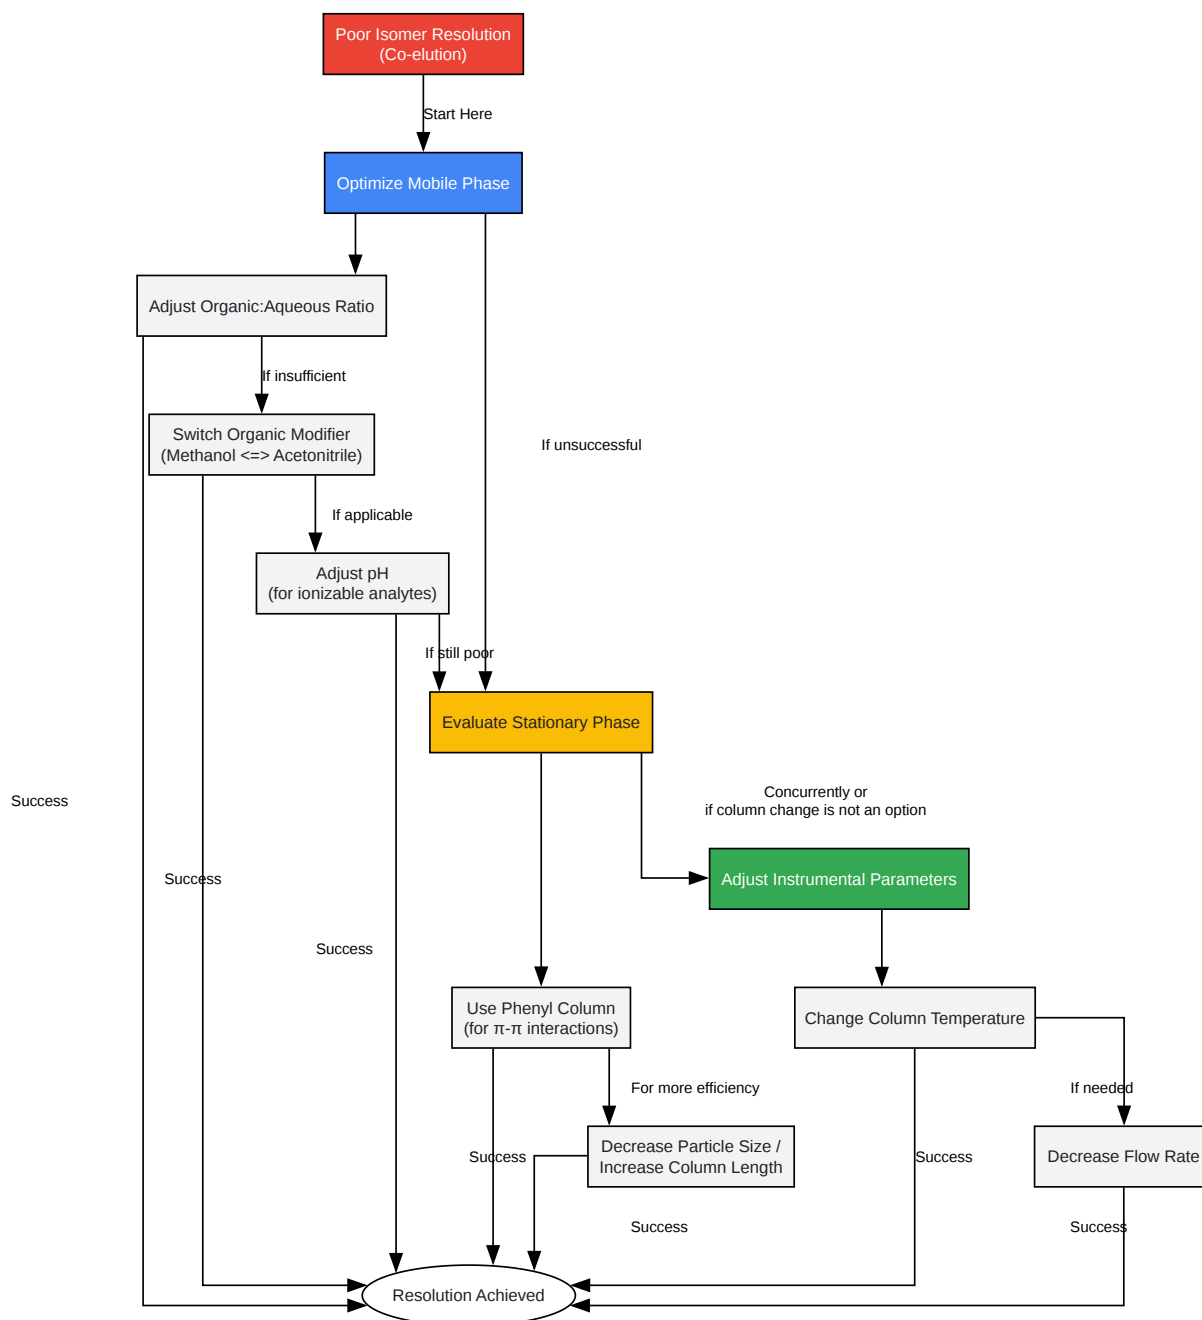 Poor Isomer Resolution
(Co-elution)
Start Here
Optimize Mobile Phase
Adjust Organic:Aqueous Ratio
If insufficient
Switch Organic Modifier
(Methanol <=> Acetonitrile)
If unsuccessful
If applicable
Adjust pH
(for ionizable analytes)
If still poor
Evaluate Stationary Phase
Concurrently or
if column change is not an option
Success
Success
Adjust Instrumental Parameters
Success
Use Phenyl Column
(for π-π interactions)
Change Column Temperature
For more efficiency
If needed
Success
Decrease Particle Size /
Increase Column Length
Success
Decrease Flow Rate
Success
Success
Resolution Achieved